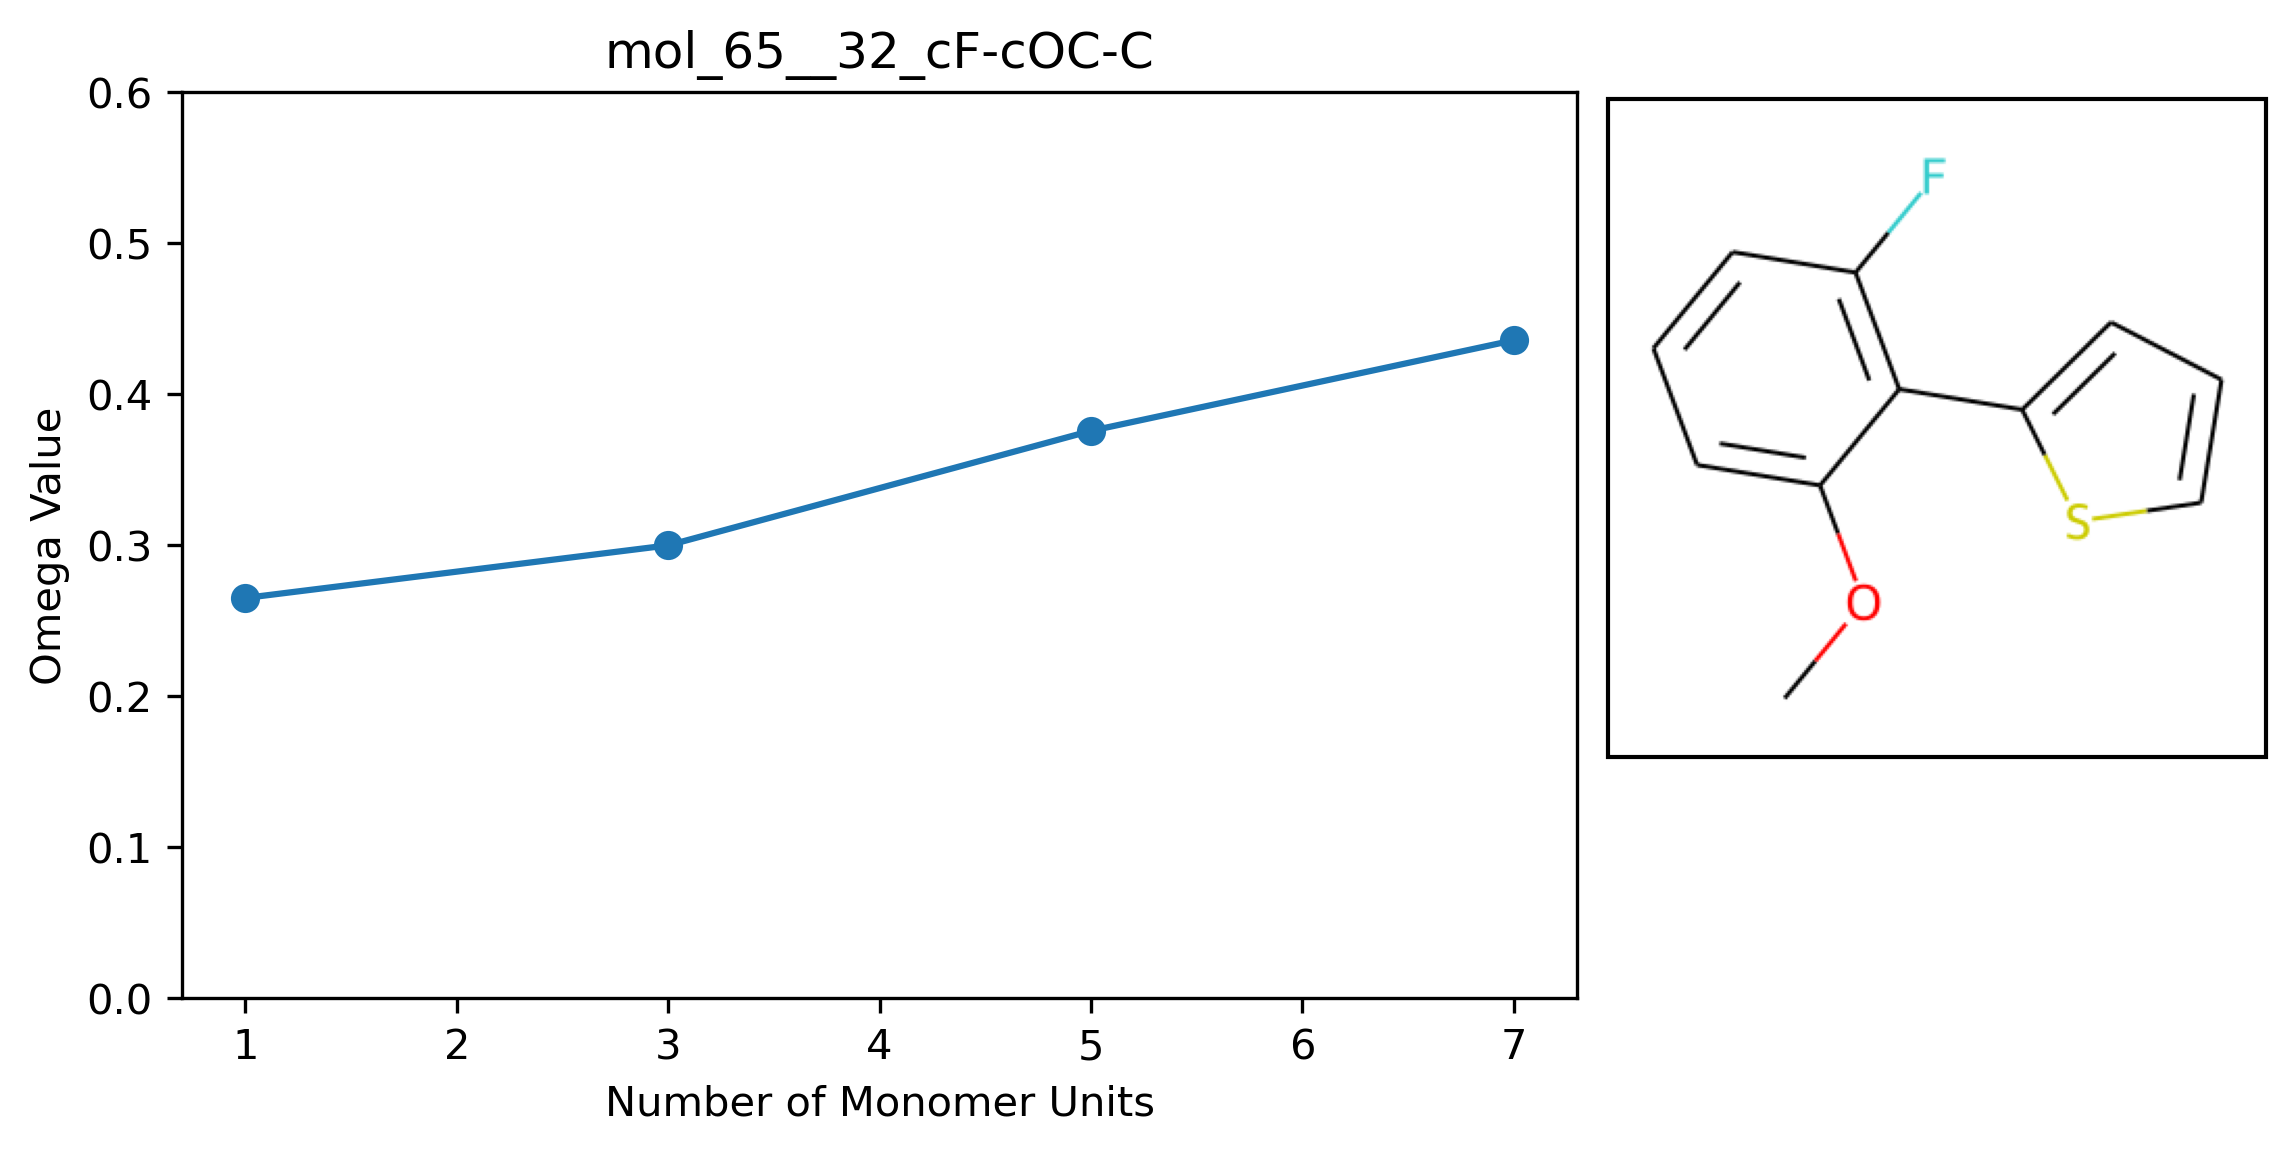 mol_65__32_cF-cOC-C
0.6
0.5
0.4
0.3
0.2
0.1
0.0
Omega Value
1 2 3 4 5 6 7
Number of Monomer Units
F
S
O